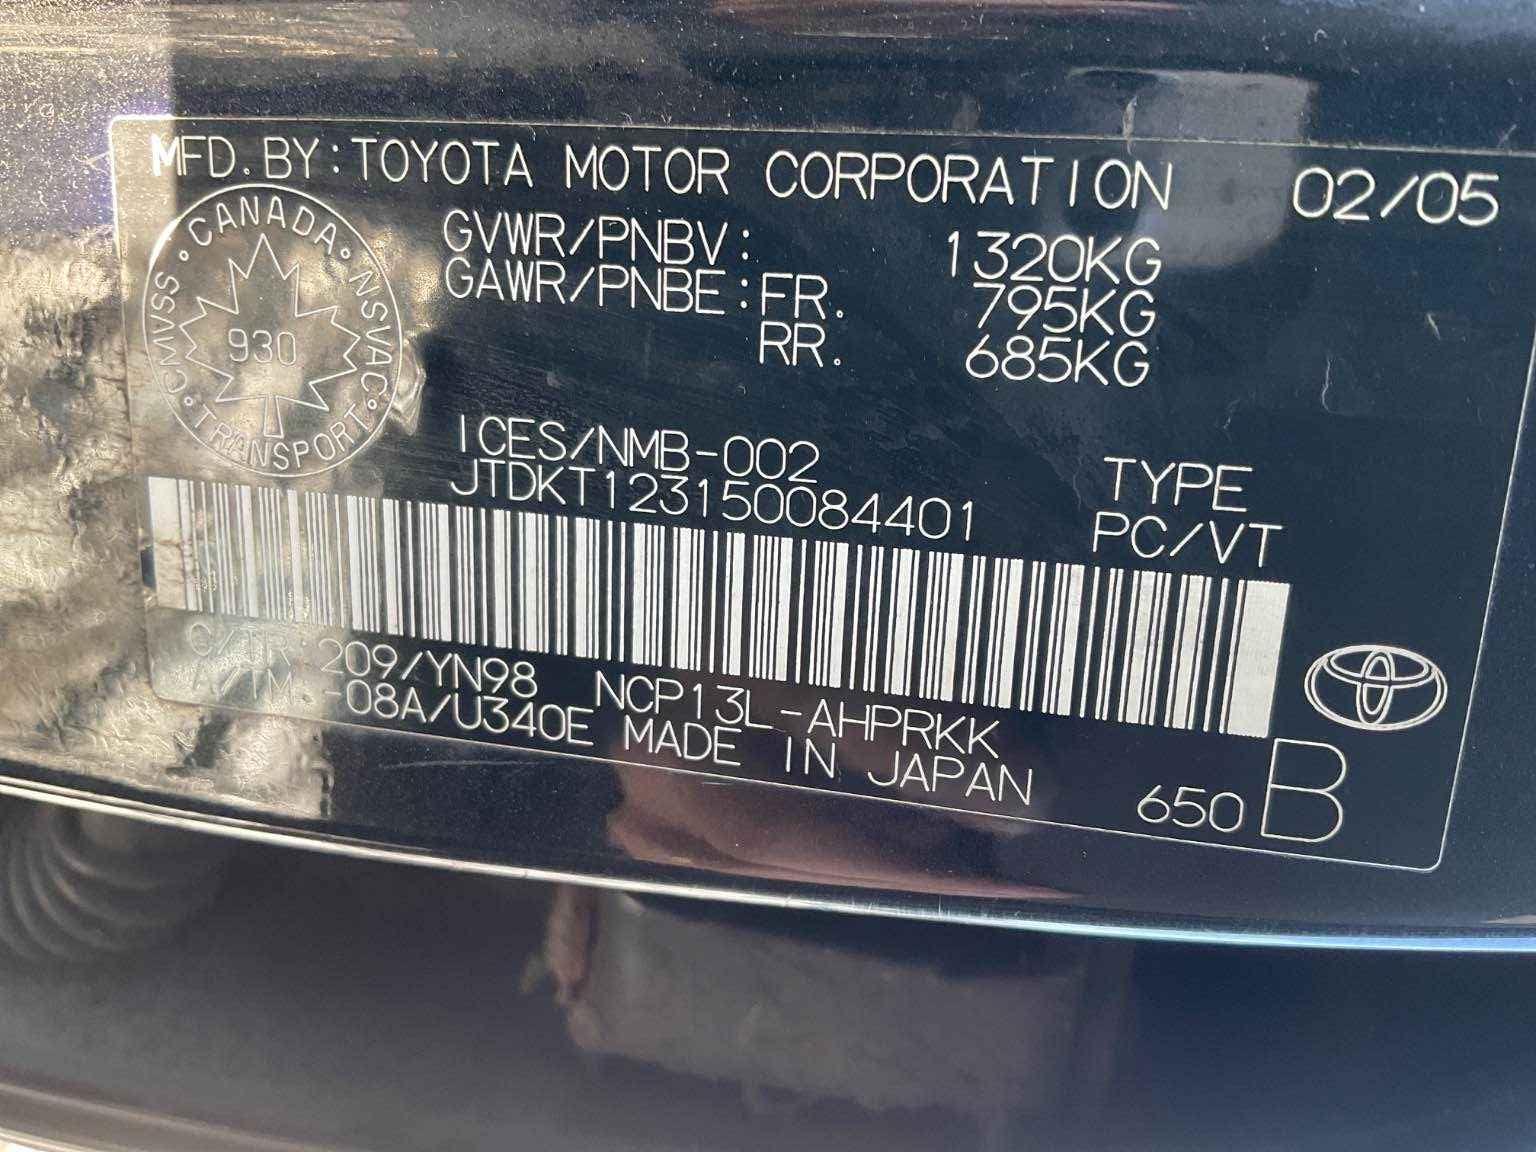 MFD. BY: TOYOTA MOTOR CORPORATION 02/05
GVWR/PNBV: 1320KG
GAWR/PNBE: FR. 795KG
RR. 685KG
CANADA · NSVAC · TRANSPORT · CMVSS
930
ICES/NMB-002
JTDKT123150084401
TYPE
PC/VT
C/TR: 209/YN98 NCP13L-AHPRKK
A/TM: -08A/U340E MADE IN JAPAN
650 B